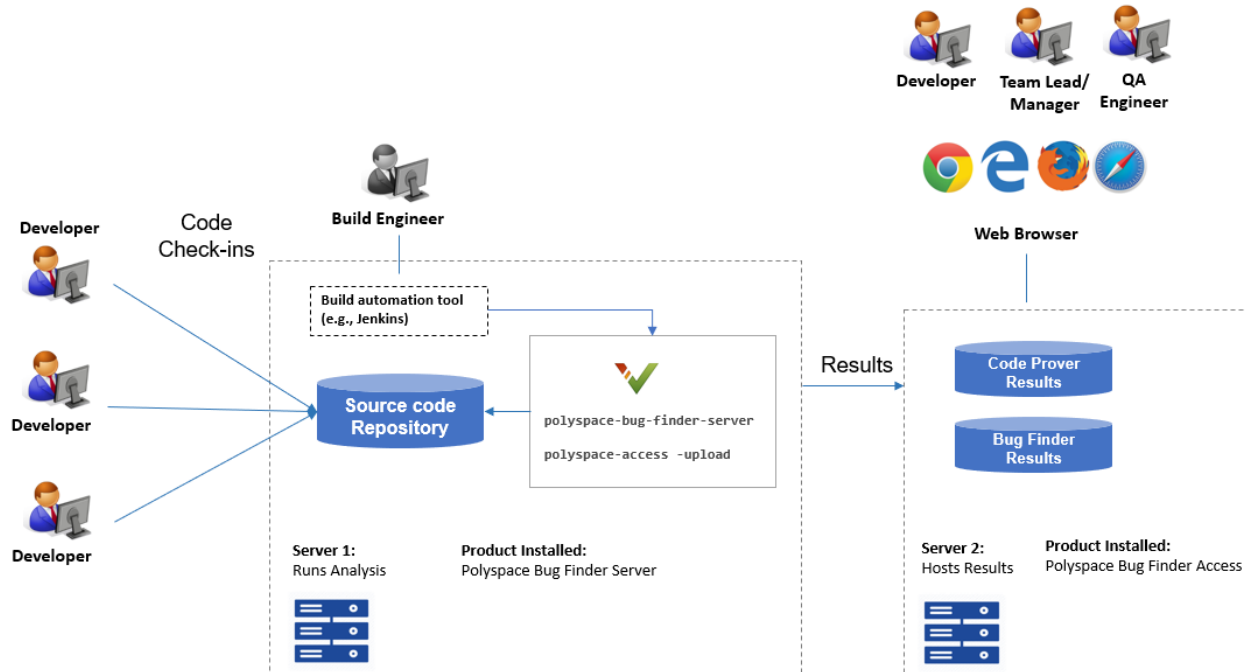 Developer
Team Lead/
Manager
QA
Engineer
Build Engineer
Developer
Code
Check-ins
Web Browser
Build automation tool
(e.g., Jenkins)
Developer
Source code
Repository
polyspace-bug-finder-server
polyspace-access -upload
Results
Code Prover
Results
Bug Finder
Results
Developer
Server 1:
Runs Analysis
Product Installed:
Polyspace Bug Finder Server
Server 2:
Hosts Results
Product Installed:
Polyspace Bug Finder Access